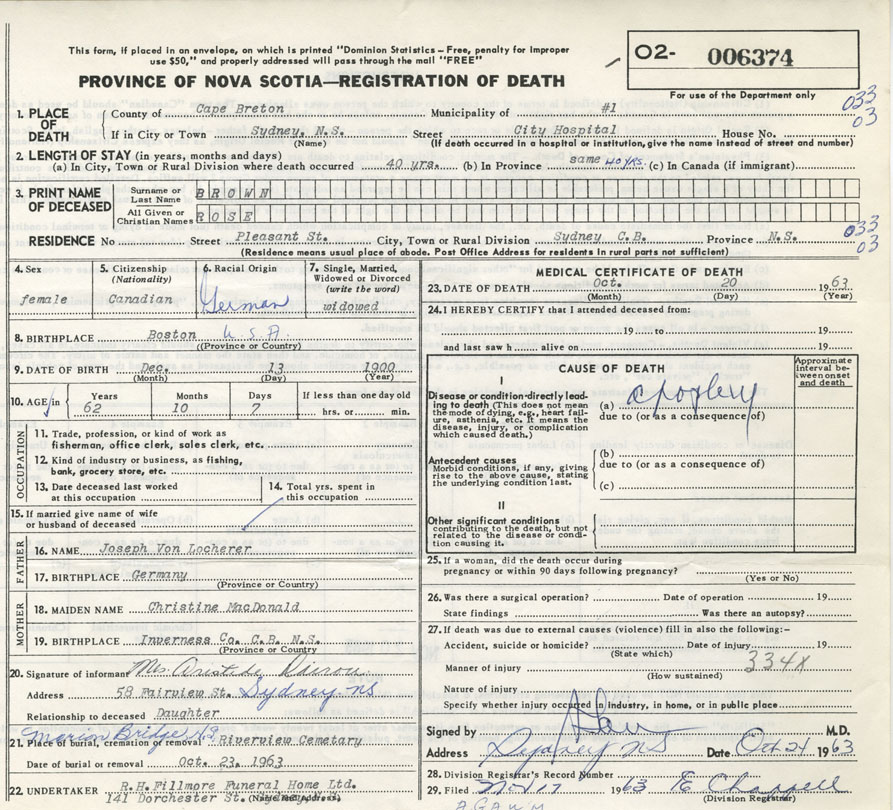 This form, if placed in an envelope, on which is printed "Dominion Statistics – Free, penalty for improper
use $50," and properly addressed will pass through the mail "FREE"
O2- 006374
For use of the Department only
PROVINCE OF NOVA SCOTIA—REGISTRATION OF DEATH
1. PLACE OF DEATH
County of Cape Breton Municipality of #1
033
03
If in City or Town Sydney, N.S. Street City Hospital House No.
(Name) (If death occurred in a hospital or institution, give the name instead of street and number)
2. LENGTH OF STAY (in years, months and days)
(a) In City, Town or Rural Division where death occurred 40 yrs. (b) In Province same 40 yrs. (c) In Canada (if immigrant)
3. PRINT NAME OF DECEASED
Surname or Last Name BROWN
All Given or Christian Names ROSE
033
03
RESIDENCE No Street Pleasant St. City, Town or Rural Division Sydney C.B. Province N.S.
(Residence means usual place of abode. Post Office Address for residents in rural parts not sufficient)
4. Sex
female
5. Citizenship
(Nationality)
Canadian
6. Racial Origin
German
7. Single, Married, Widowed or Divorced
(write the word)
widowed
8. BIRTHPLACE Boston U.S.A.
(Province or Country)
9. DATE OF BIRTH Dec. 13 1900
(Month) (Day) (Year)
10. AGE in
Years Months Days If less than one day old
62 10 7 hrs. or min.
OCCUPATION
11. Trade, profession, or kind of work as
fisherman, office clerk, sales clerk, etc.
12. Kind of industry or business, as fishing,
bank, grocery store, etc.
13. Date deceased last worked
at this occupation
14. Total yrs. spent in
this occupation
15. If married give name of wife
or husband of deceased
FATHER
16. NAME Joseph Von Locherer
17. BIRTHPLACE Germany
(Province or Country)
MOTHER
18. MAIDEN NAME Christine MacDonald
19. BIRTHPLACE Inverness Co. C.B. N.S.
(Province or Country)
20. Signature of informant Mrs Aristide
Address 58 Fairview St. Sydney NS
Relationship to deceased Daughter
Marion Bridge NS
21. Place of burial, cremation or removal Riverview Cemetary
Date of burial or removal Oct. 23, 1963
22. UNDERTAKER R.H. Fillmore Funeral Home Ltd.
141 Dorchester St.
MEDICAL CERTIFICATE OF DEATH
23. DATE OF DEATH Oct. 20 1963
(Month) (Day) (Year)
24. I HEREBY CERTIFY that I attended deceased from:
19 to 19
and last saw h alive on 19
CAUSE OF DEATH
Approximate interval between onset and death
I
Disease or condition directly leading to death (This does not mean the mode of dying, e.g., heart failure, asthenia, etc. It means the disease, injury, or complication which caused death.)
(a) apoplexy
due to (or as a consequence of)
Antecedent causes
Morbid conditions, if any, giving rise to the above cause, stating the underlying condition last.
(b)
due to (or as a consequence of)
(c)
II
Other significant conditions
contributing to the death, but not related to the disease or condition causing it.
25. If a woman, did the death occur during
pregnancy or within 90 days following pregnancy?
(Yes or No)
26. Was there a surgical operation? Date of operation 19
State findings Was there an autopsy?
27. If death was due to external causes (violence) fill in also the following:–
Accident, suicide or homicide? Date of injury 19
(State which)
334X
Manner of injury
(How sustained)
Nature of injury
Specify whether injury occured in industry, in home, or in public place
Signed by M.D.
Address Sydney NS Date Oct 21 1963
28. Division Registrar's Record Number
29. Filed Nov 17 1963 E Chappell
(Division Registrar)